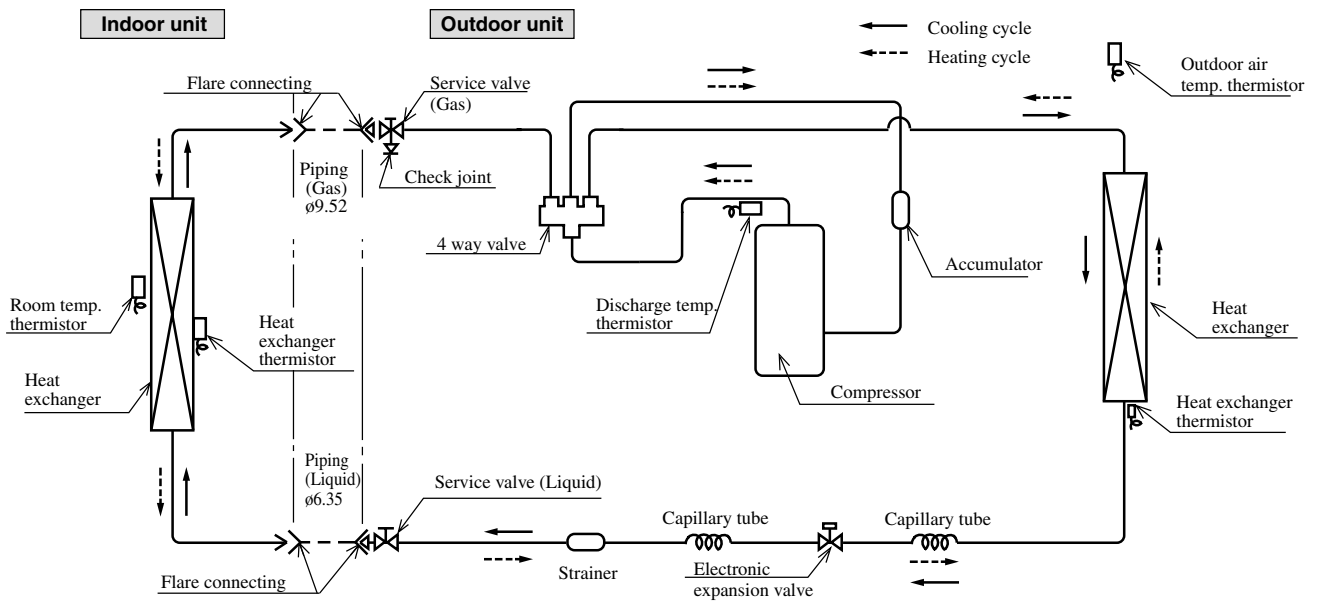 Indoor unit
Outdoor unit
Cooling cycle
Heating cycle
Outdoor air
temp. thermistor
Flare connecting
Service valve
(Gas)
Check joint
Piping
(Gas)
ø9.52
4 way valve
Discharge temp.
thermistor
Accumulator
Room temp.
thermistor
Heat
exchanger
thermistor
Heat
exchanger
Heat
exchanger
Compressor
Heat exchanger
thermistor
Piping
(Liquid)
ø6.35
Service valve (Liquid)
Capillary tube
Capillary tube
Flare connecting
Strainer
Electronic
expansion valve